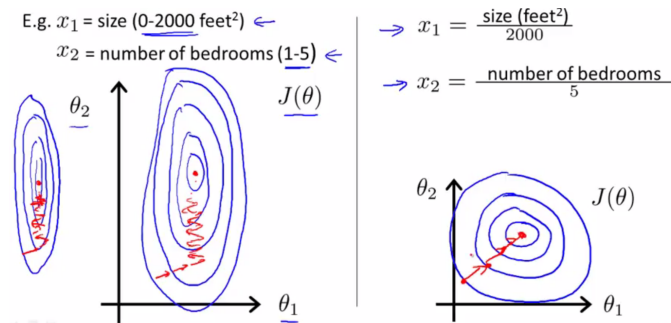 E.g. x₁ = size (0-2000 feet²)
x₂ = number of bedrooms (1-5)
θ₂
J(θ)
θ₁
x₁ = size (feet²) / 2000
x₂ = number of bedrooms / 5
θ₂
J(θ)
θ₁